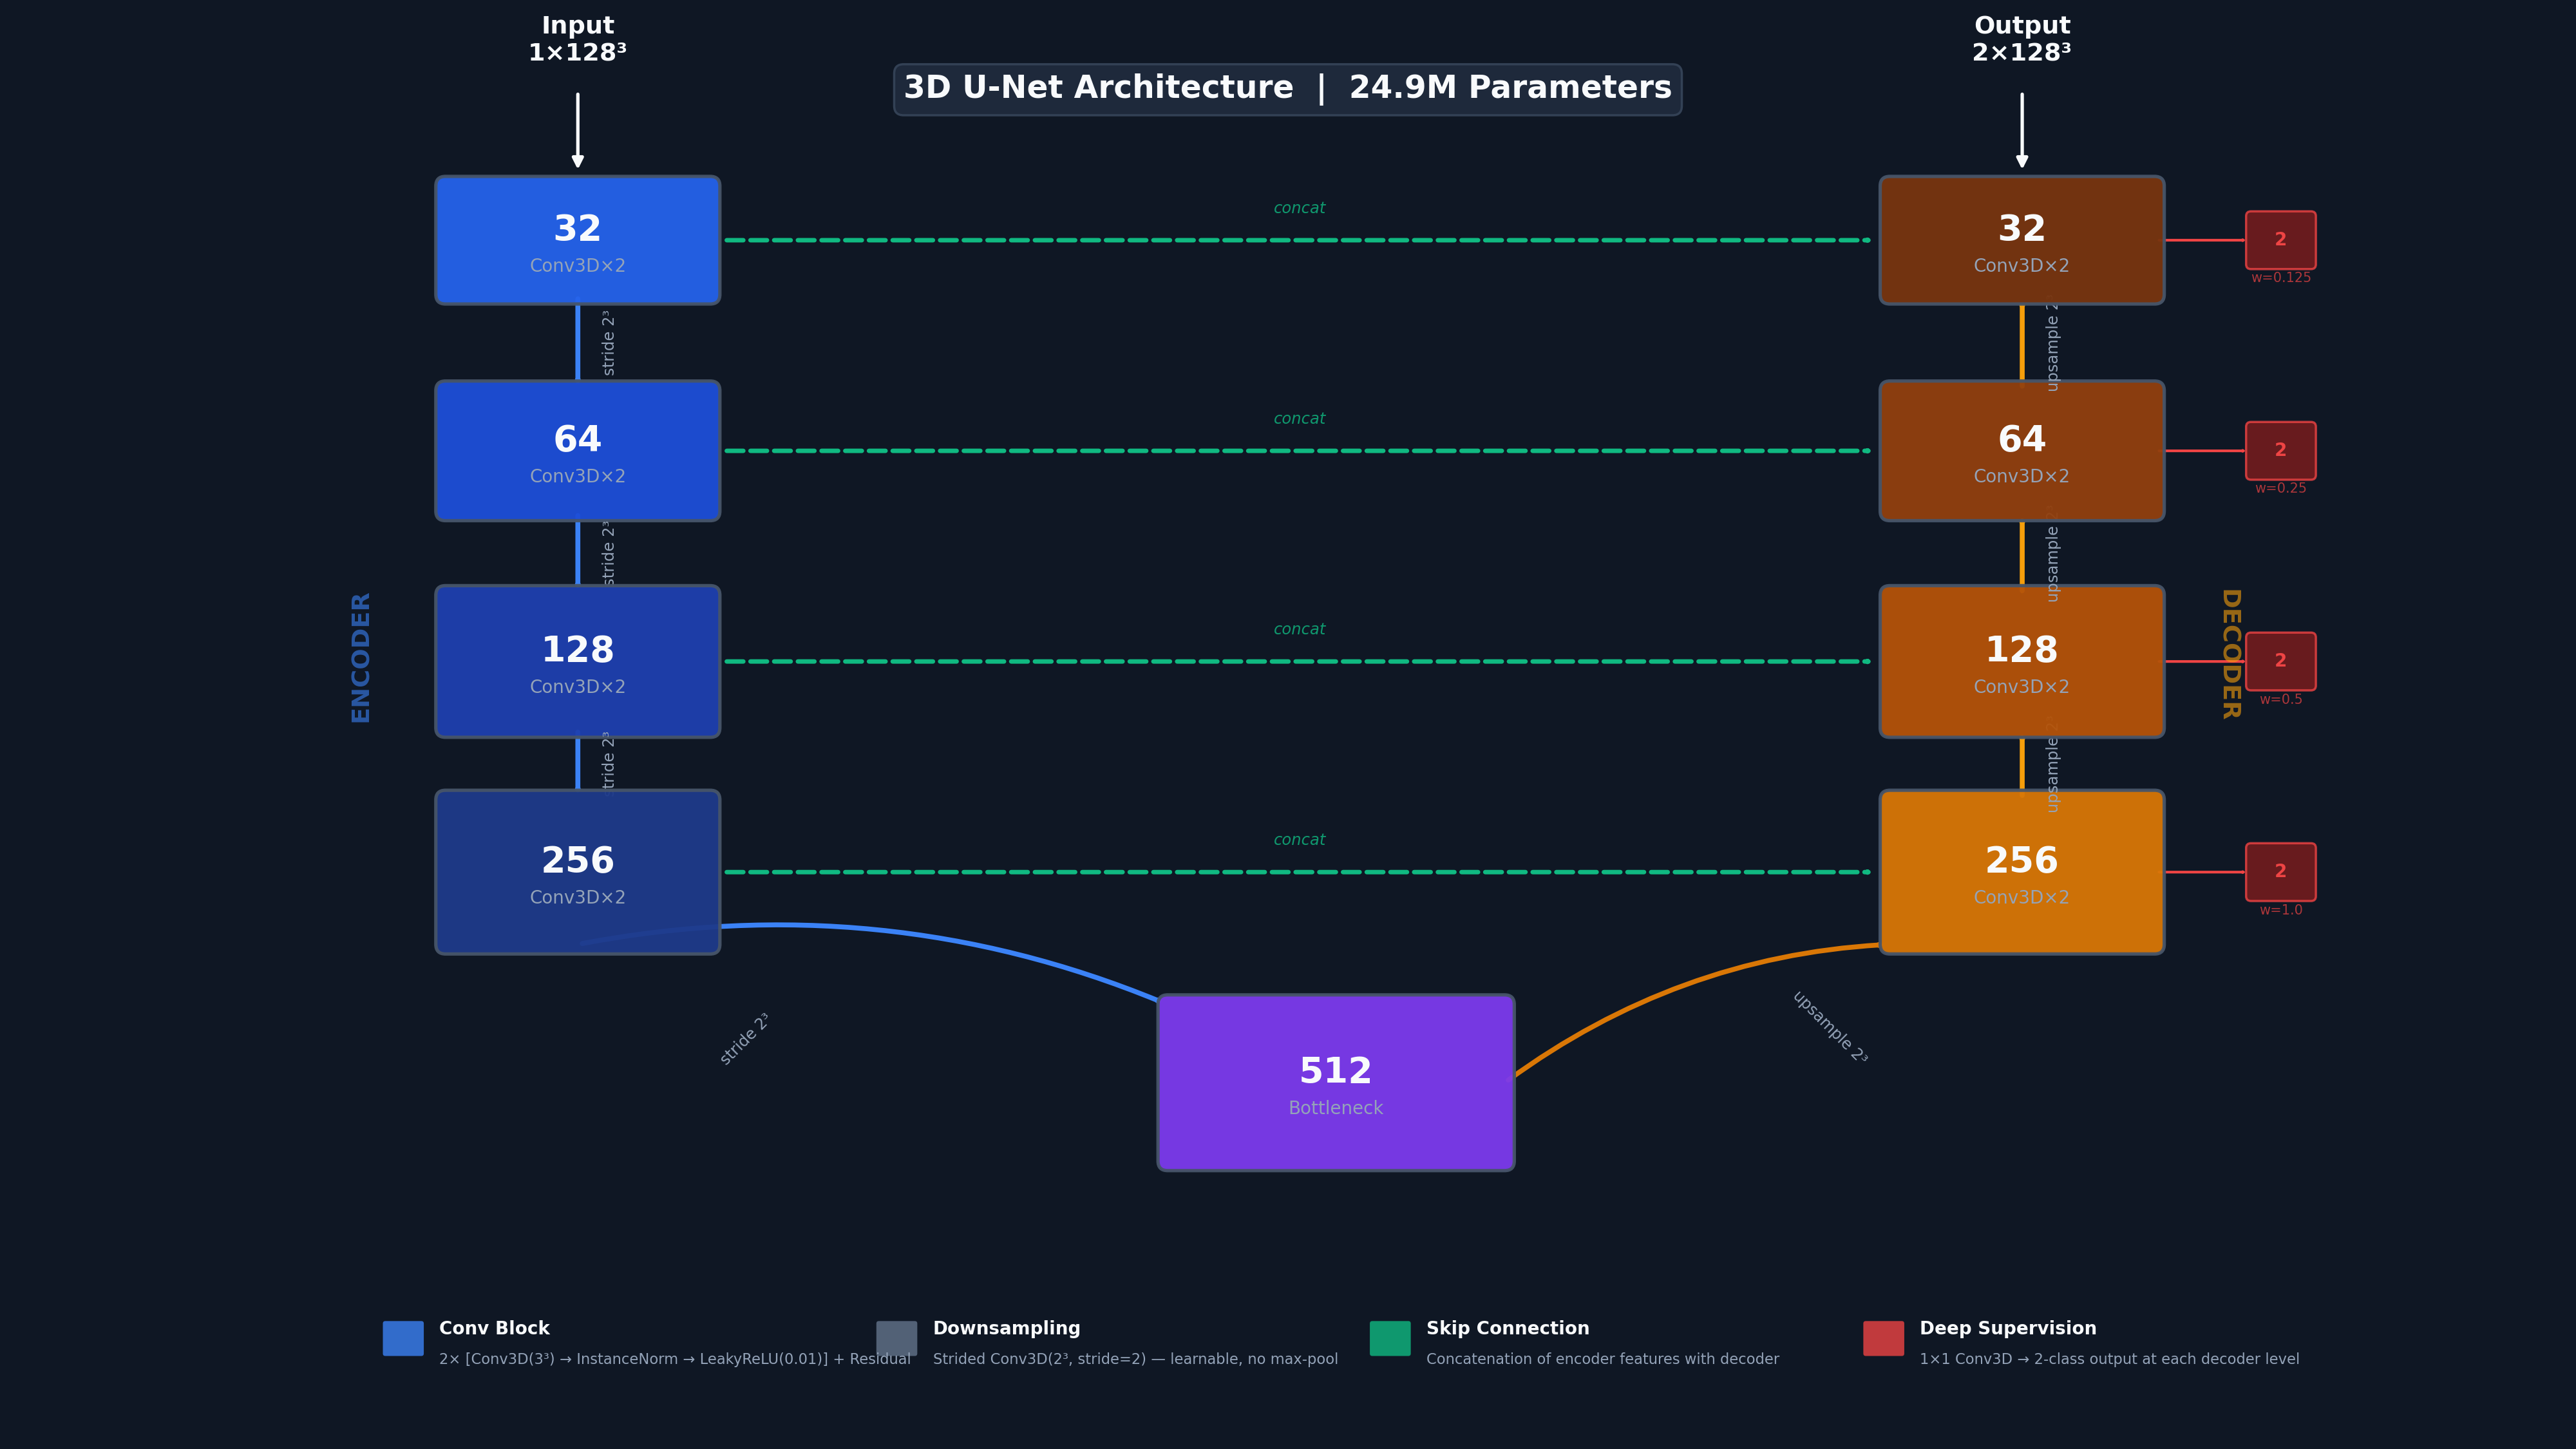 Input
1×128³
Output
2×128³
3D U-Net Architecture | 24.9M Parameters
32
Conv3D×2
concat
32
Conv3D×2
2
w=0.125
stride 2³
upsample 2
64
Conv3D×2
concat
64
Conv3D×2
2
w=0.25
stride 2³
upsample 2³
ENCODER
128
Conv3D×2
concat
128
Conv3D×2
DECODER
2
w=0.5
tride 2³
upsample 2³
256
Conv3D×2
concat
256
Conv3D×2
2
w=1.0
stride 2³
upsample 2³
512
Bottleneck
Conv Block
2× [Conv3D(3³) → InstanceNorm → LeakyReLU(0.01)] + Residual
Downsampling
Strided Conv3D(2³, stride=2) — learnable, no max-pool
Skip Connection
Concatenation of encoder features with decoder
Deep Supervision
1×1 Conv3D → 2-class output at each decoder level